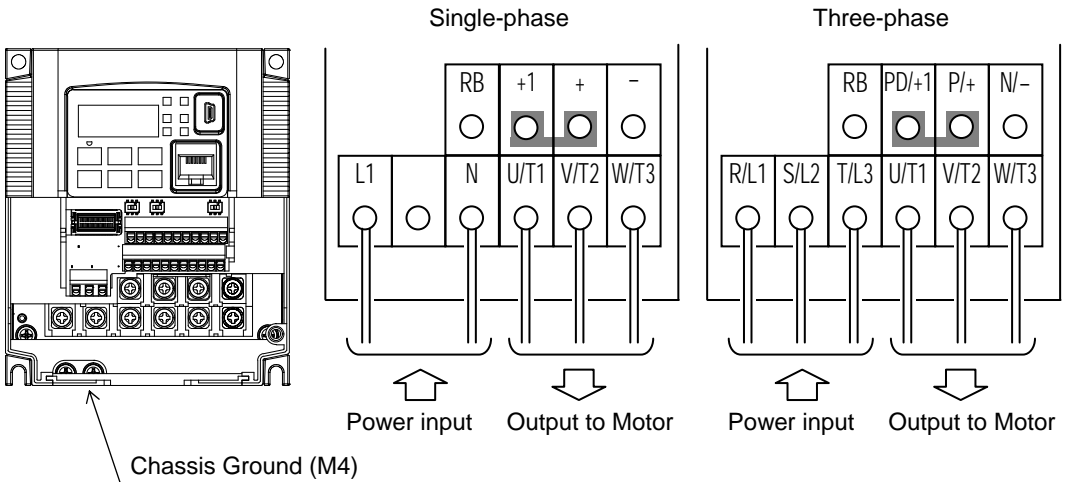 Single-phase
Three-phase
RB +1 + –
L1 N U/T1 V/T2 W/T3
Power input
Output to Motor
RB PD/+1 P/+ N/–
R/L1 S/L2 T/L3 U/T1 V/T2 W/T3
Power input
Output to Motor
Chassis Ground (M4)